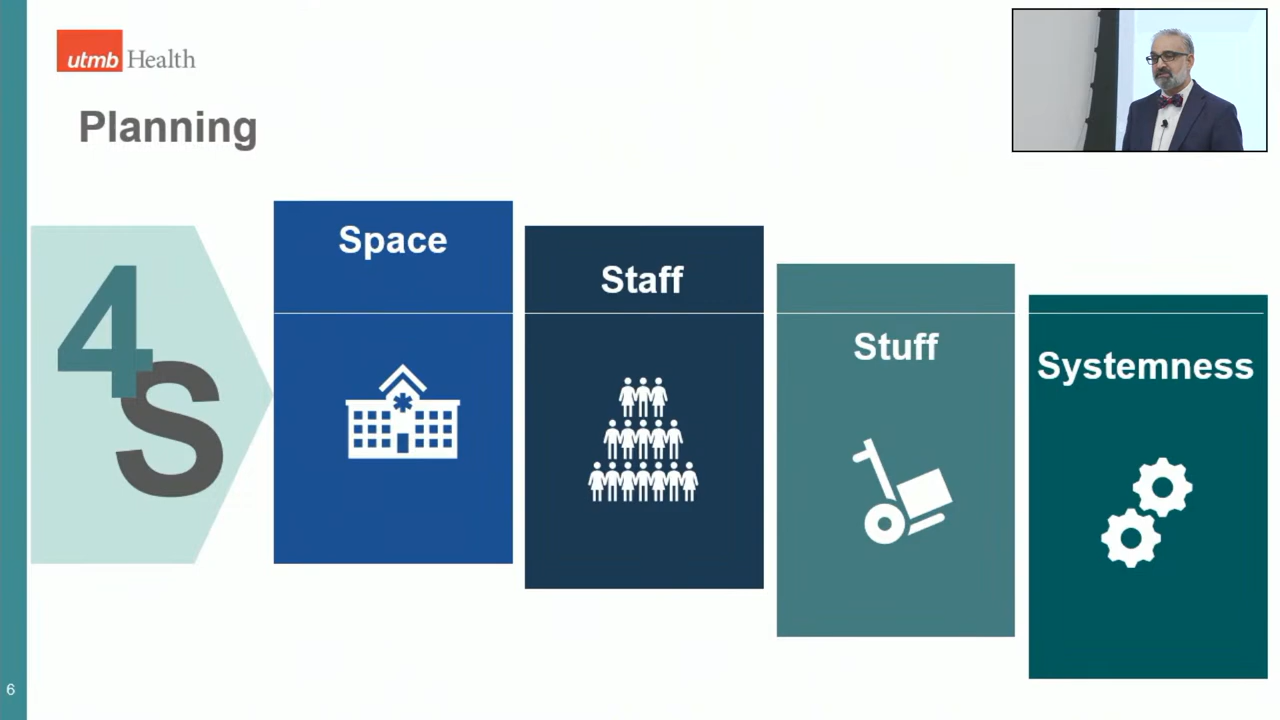 utmb Health
Planning
4S
Space
Staff
Stuff
Systemness
6